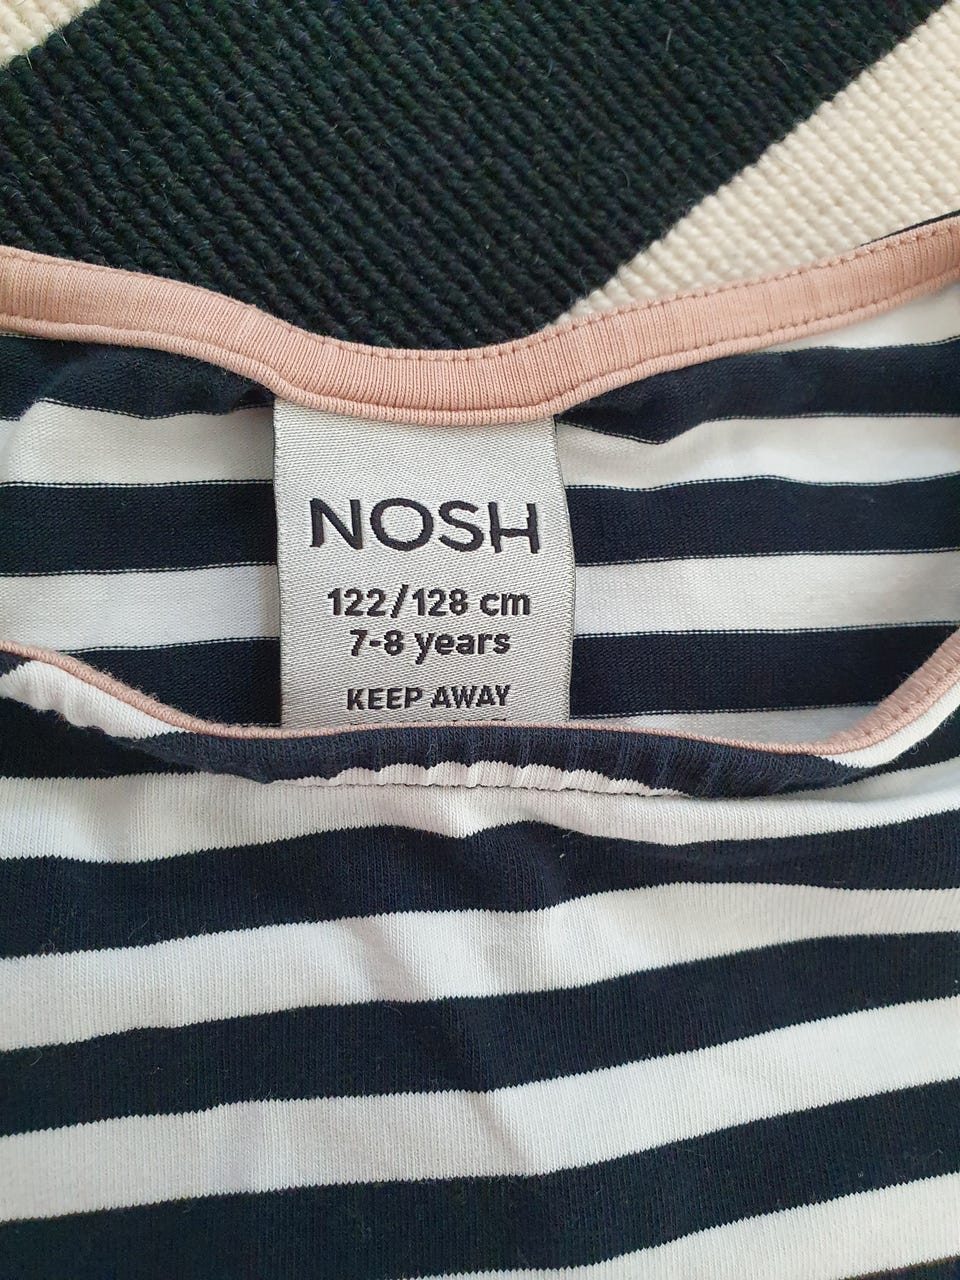 NOSH
122/128 cm
7-8 years
KEEP AWAY